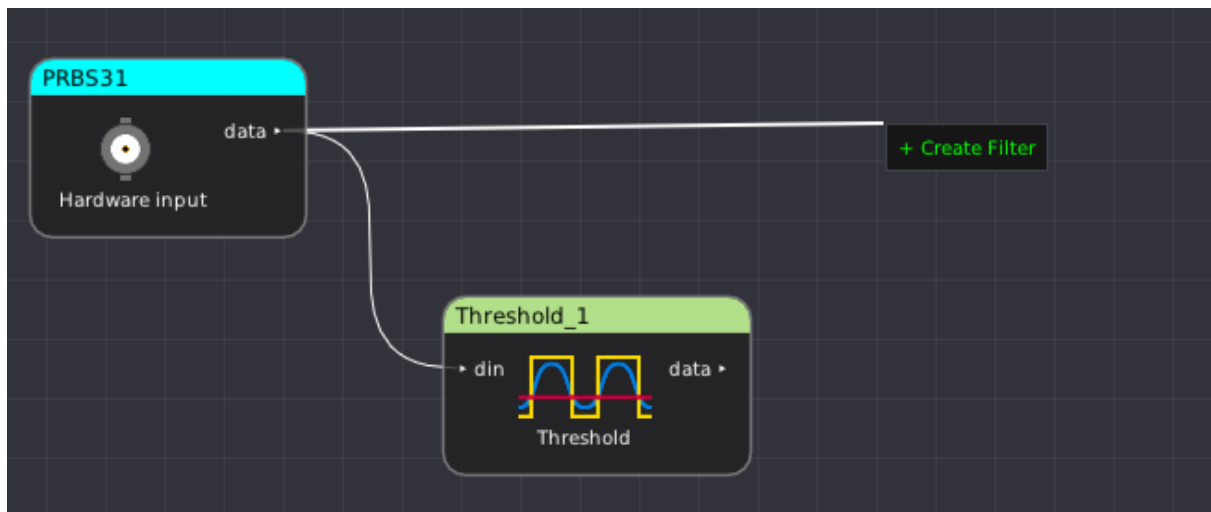 PRBS31
data
Hardware input
+ Create Filter
Threshold_1
din
data
Threshold